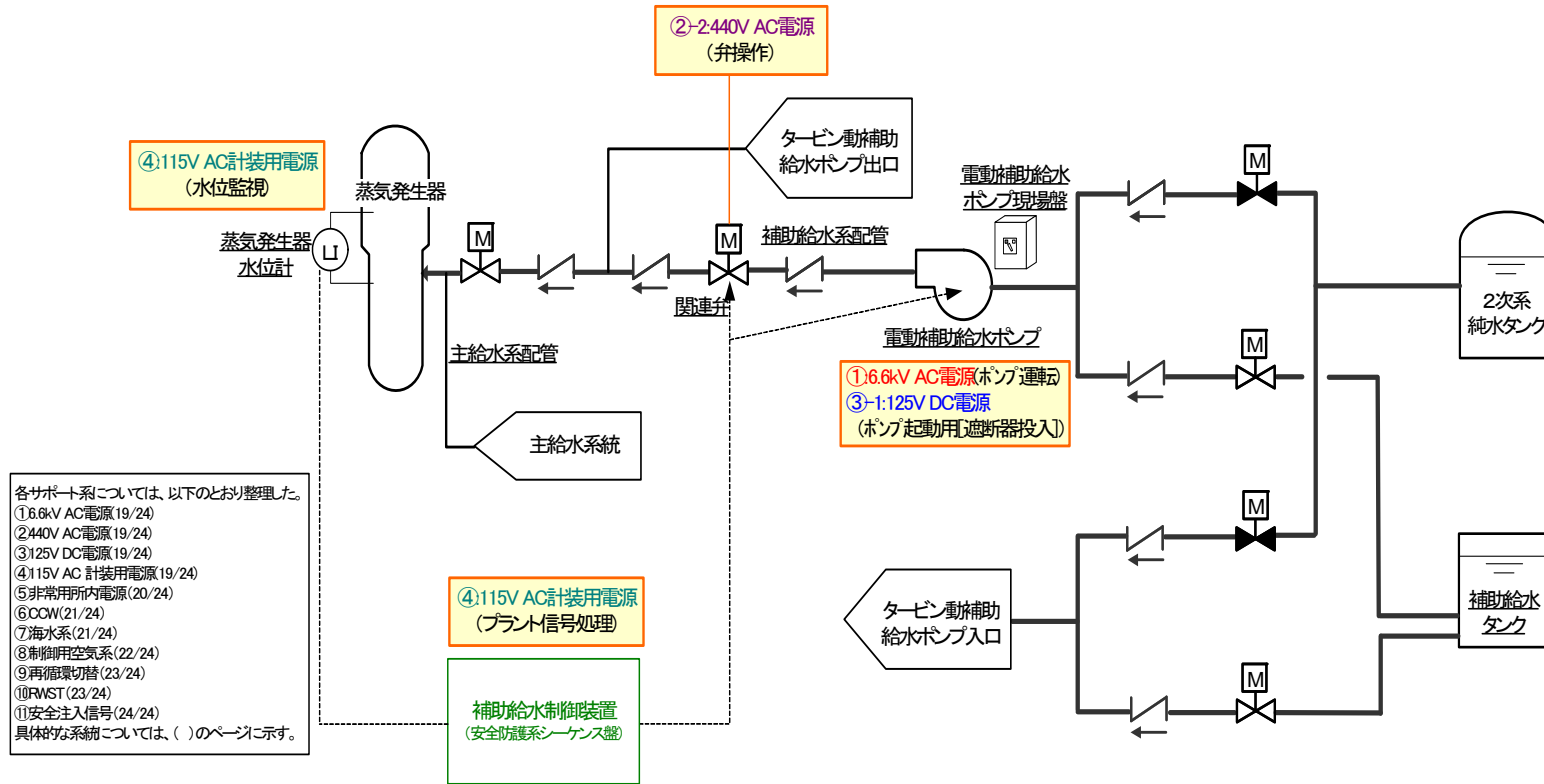 ②-2:440V AC電源
(弁操作)
タービン動補助
給水ポンプ出口
④:115V AC計装用電源
(水位監視)
蒸気発生器
蒸気発生器
水位計
LI
M
M
補助給水系配管
関連弁
電動補助給水
ポンプ現場盤
M
電動補助給水ポンプ
①:6.6kV AC電源(ポンプ運転)
③-1:125V DC電源
(ポンプ起動用[遮断器投入])
M
2次系
純水タンク
主給水系配管
主給水系統
各サポート系については、以下のとおり整理した。
①6.6kV AC電源(19/24)
②440V AC電源(19/24)
③125V DC電源(19/24)
④115V AC 計装用電源(19/24)
⑤非常用所内電源(20/24)
⑥CCW(21/24)
⑦海水系(21/24)
⑧制御用空気系(22/24)
⑨再循環切替(23/24)
⑩RWST(23/24)
⑪安全注入信号(24/24)
具体的な系統については、( )のページに示す。
④:115V AC計装用電源
(プラント信号処理)
補助給水制御装置
(安全防護系シーケンス盤)
M
タービン動補助
給水ポンプ入口
補助給水
タンク
M